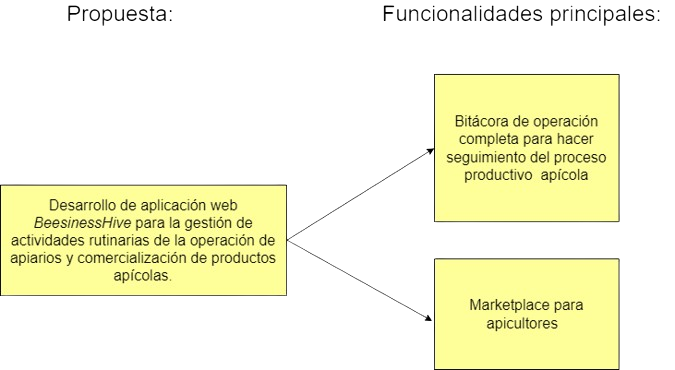 Propuesta:
Funcionalidades principales:
Bitácora de operación
completa para hacer
seguimiento del proceso
productivo apícola
Desarrollo de aplicación web
BeesinessHive para la gestión de
actividades rutinarias de la operación de
apiarios y comercialización de productos
apícolas.
Marketplace para
apicultores